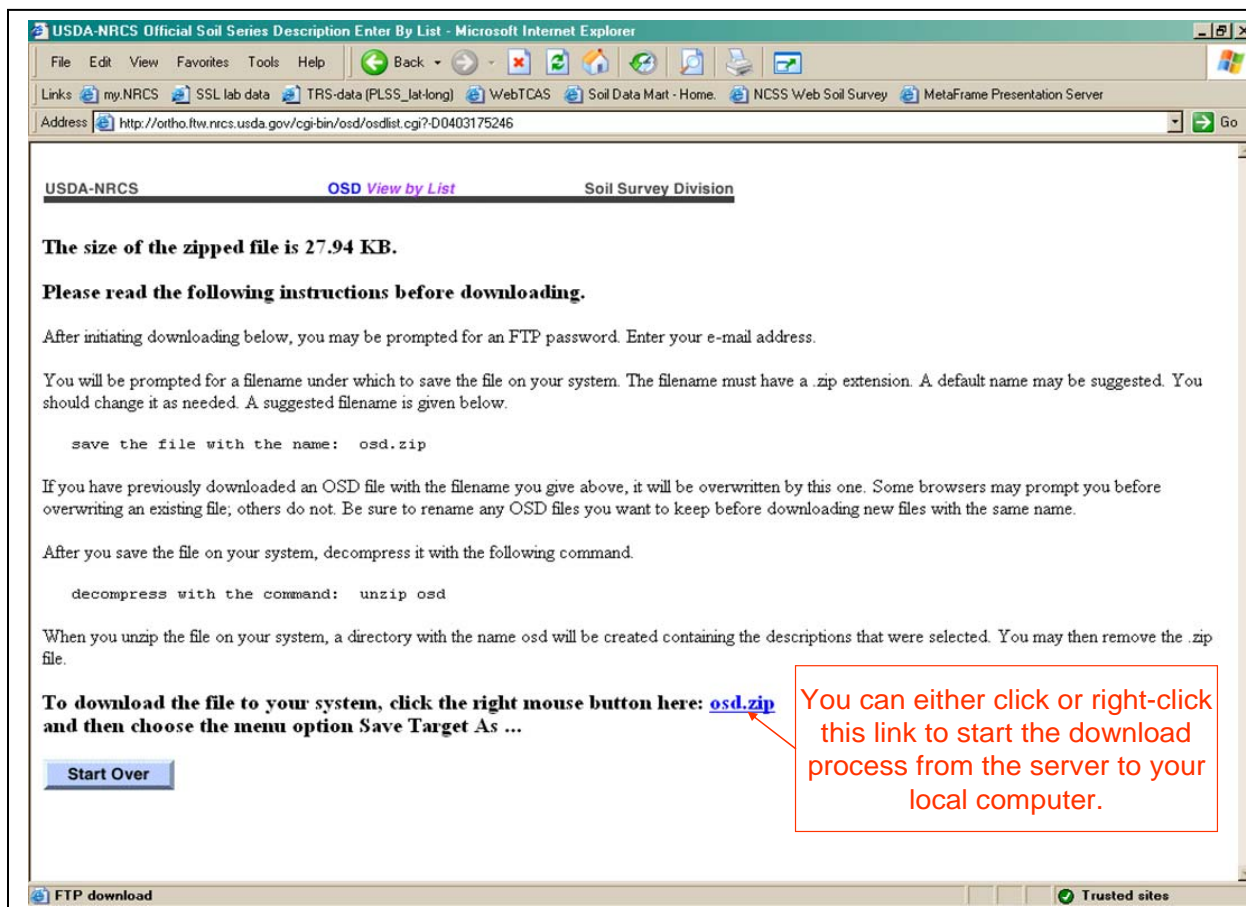 USDA-NRCS Official Soil Series Description Enter By List - Microsoft Internet Explorer
File Edit View Favorites Tools Help Back
Links my.NRCS SSL lab data TRS-data (PLSS_lat-long) WebTCAS Soil Data Mart - Home. NCSS Web Soil Survey MetaFrame Presentation Server
Address http://ortho.ftw.nrcs.usda.gov/cgi-bin/osd/osdlist.cgi?-D0403175246 Go
USDA-NRCS OSD View by List Soil Survey Division
The size of the zipped file is 27.94 KB.
Please read the following instructions before downloading.
After initiating downloading below, you may be prompted for an FTP password. Enter your e-mail address.
You will be prompted for a filename under which to save the file on your system. The filename must have a .zip extension. A default name may be suggested. You
should change it as needed. A suggested filename is given below.
save the file with the name: osd.zip
If you have previously downloaded an OSD file with the filename you give above, it will be overwritten by this one. Some browsers may prompt you before
overwriting an existing file; others do not. Be sure to rename any OSD files you want to keep before downloading new files with the same name.
After you save the file on your system, decompress it with the following command.
decompress with the command: unzip osd
When you unzip the file on your system, a directory with the name osd will be created containing the descriptions that were selected. You may then remove the .zip
file.
To download the file to your system, click the right mouse button here: osd.zip
and then choose the menu option Save Target As ...
You can either click or right-click
this link to start the download
process from the server to your
local computer.
Start Over
FTP download Trusted sites